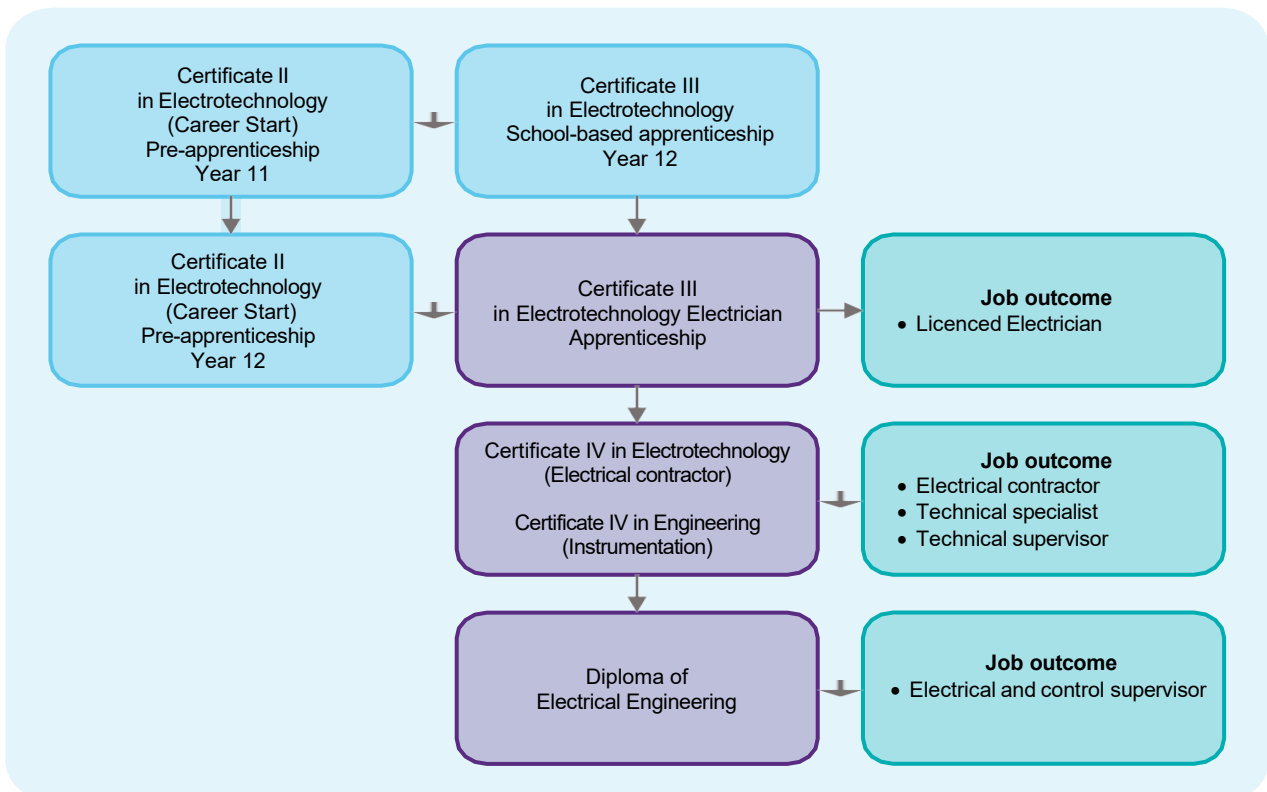 Certificate II
in Electrotechnology
(Career Start)
Pre-apprenticeship
Year 11
Certificate III
in Electrotechnology
School-based apprenticeship
Year 12
Certificate II
in Electrotechnology
(Career Start)
Pre-apprenticeship
Year 12
Certificate III
in Electrotechnology Electrician
Apprenticeship
Job outcome
• Licenced Electrician
Certificate IV in Electrotechnology
(Electrical contractor)
Certificate IV in Engineering
(Instrumentation)
Job outcome
• Electrical contractor
• Technical specialist
• Technical supervisor
Diploma of
Electrical Engineering
Job outcome
• Electrical and control supervisor